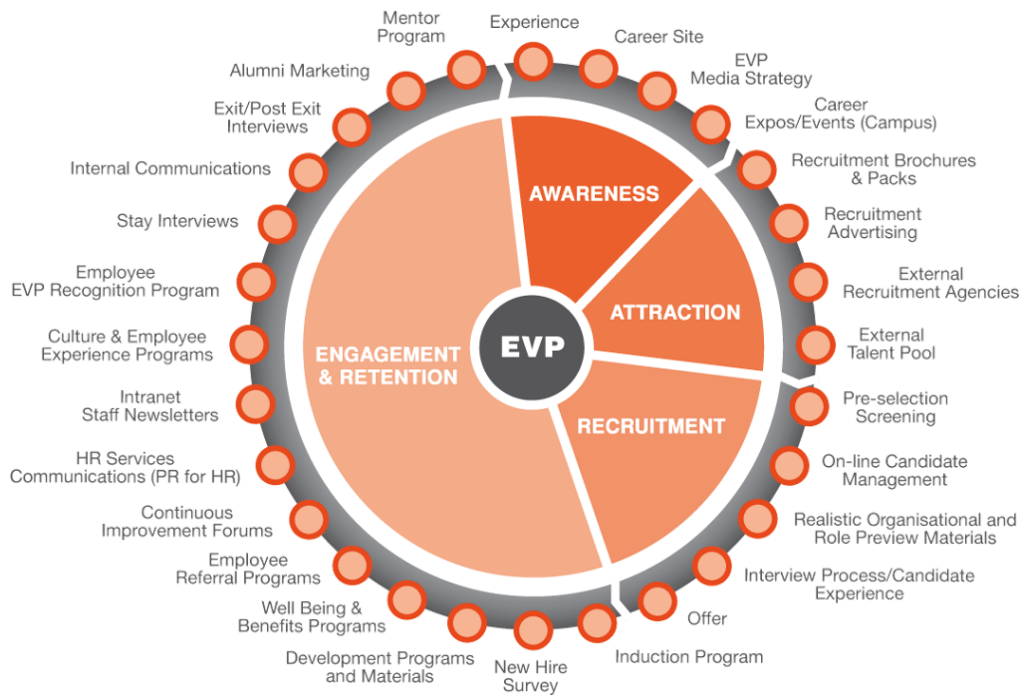 Experience
Career Site
EVP
Media Strategy
Career
Expos/Events (Campus)
Recruitment Brochures
& Packs
Recruitment
Advertising
External
Recruitment Agencies
External
Talent Pool
Pre-selection
Screening
On-line Candidate
Management
Realistic Organisational and
Role Preview Materials
Interview Process/Candidate
Experience
Offer
Induction Program
New Hire
Survey
Development Programs
and Materials
Well Being &
Benefits Programs
Employee
Referral Programs
Continuous
Improvement Forums
HR Services
Communications (PR for HR)
Intranet
Staff Newsletters
Culture & Employee
Experience Programs
Employee
EVP Recognition Program
Stay Interviews
Internal Communications
Exit/Post Exit
Interviews
Alumni Marketing
Mentor
Program
AWARENESS
ATTRACTION
RECRUITMENT
ENGAGEMENT
& RETENTION
EVP